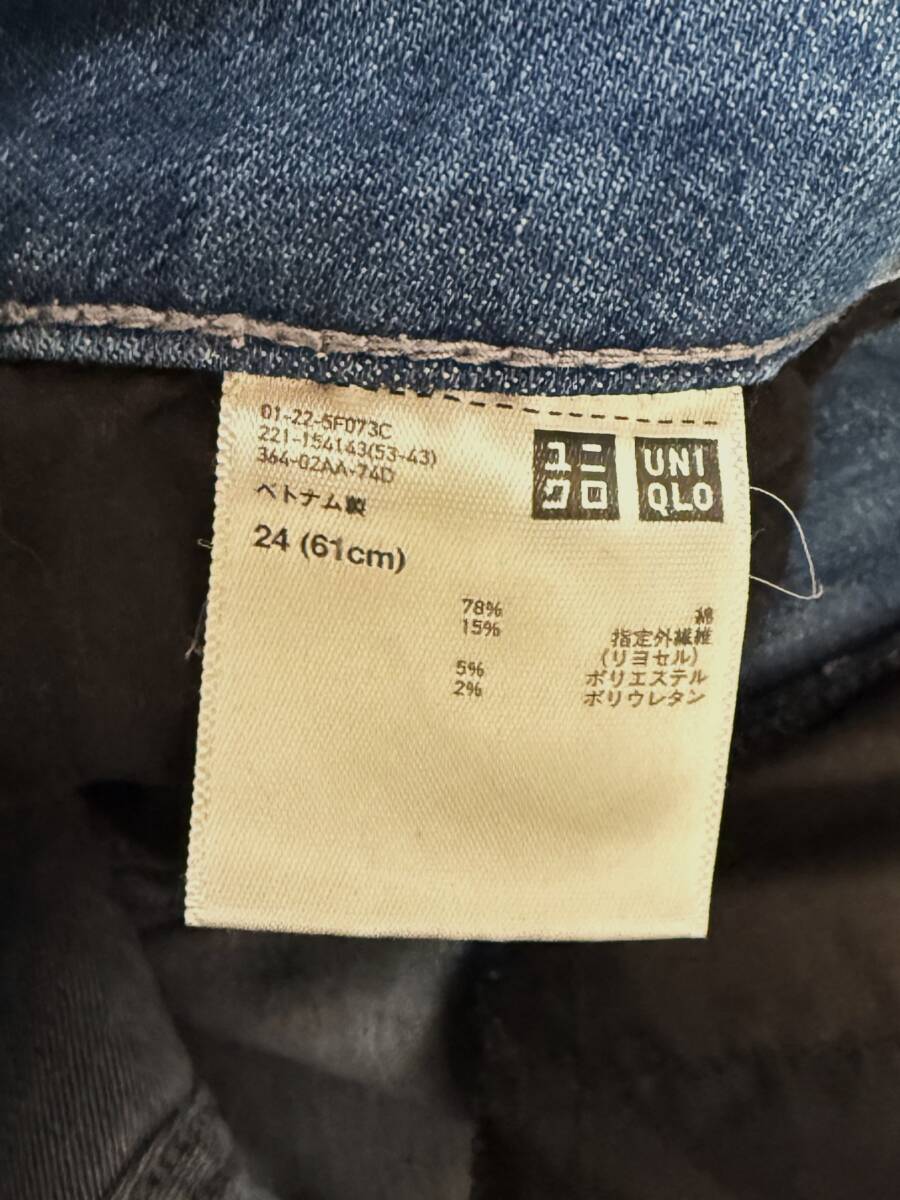 01-22-5F073C
221-154143(53-43)
364-02AA-74D
ベトナム製
24 (61cm)
ユニ
クロ
UNI
QLO
78% 綿
15% 指定外繊維
(リヨセル)
5% ポリエステル
2% ポリウレタン